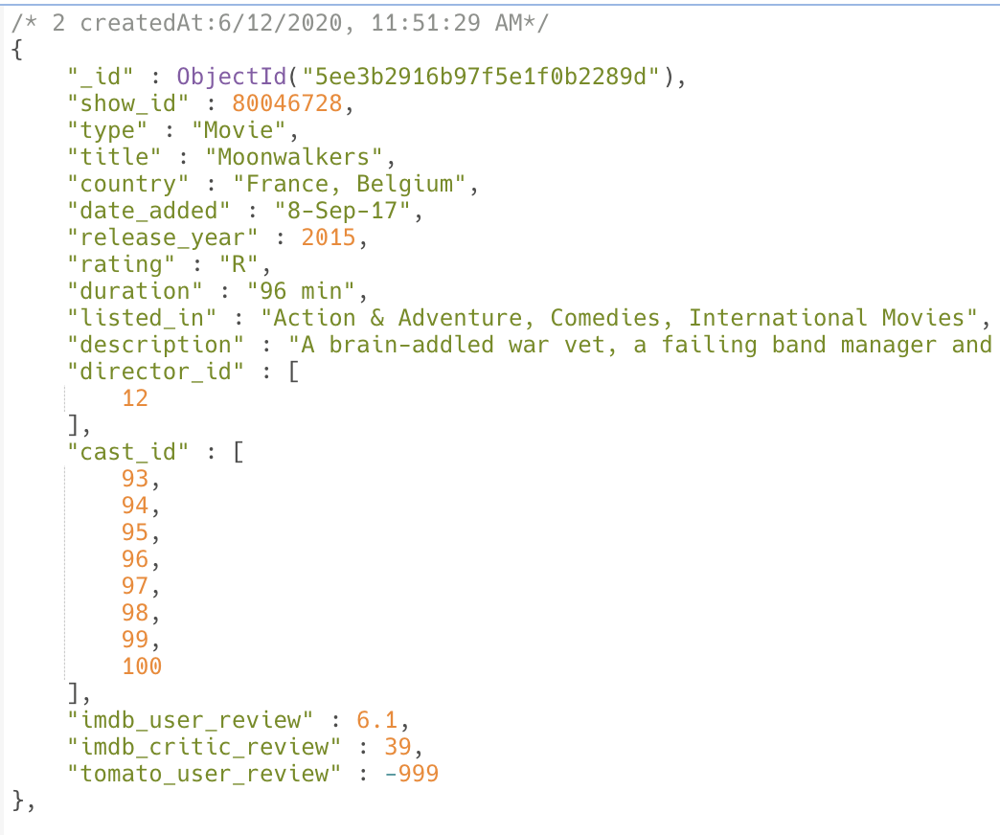 /* 2 createdAt:6/12/2020, 11:51:29 AM*/
{
    "_id" : ObjectId("5ee3b2916b97f5e1f0b2289d"),
    "show_id" : 80046728,
    "type" : "Movie",
    "title" : "Moonwalkers",
    "country" : "France, Belgium",
    "date_added" : "8-Sep-17",
    "release_year" : 2015,
    "rating" : "R",
    "duration" : "96 min",
    "listed_in" : "Action & Adventure, Comedies, International Movies",
    "description" : "A brain-addled war vet, a failing band manager and
    "director_id" : [
        12
    ],
    "cast_id" : [
        93,
        94,
        95,
        96,
        97,
        98,
        99,
        100
    ],
    "imdb_user_review" : 6.1,
    "imdb_critic_review" : 39,
    "tomato_user_review" : -999
},